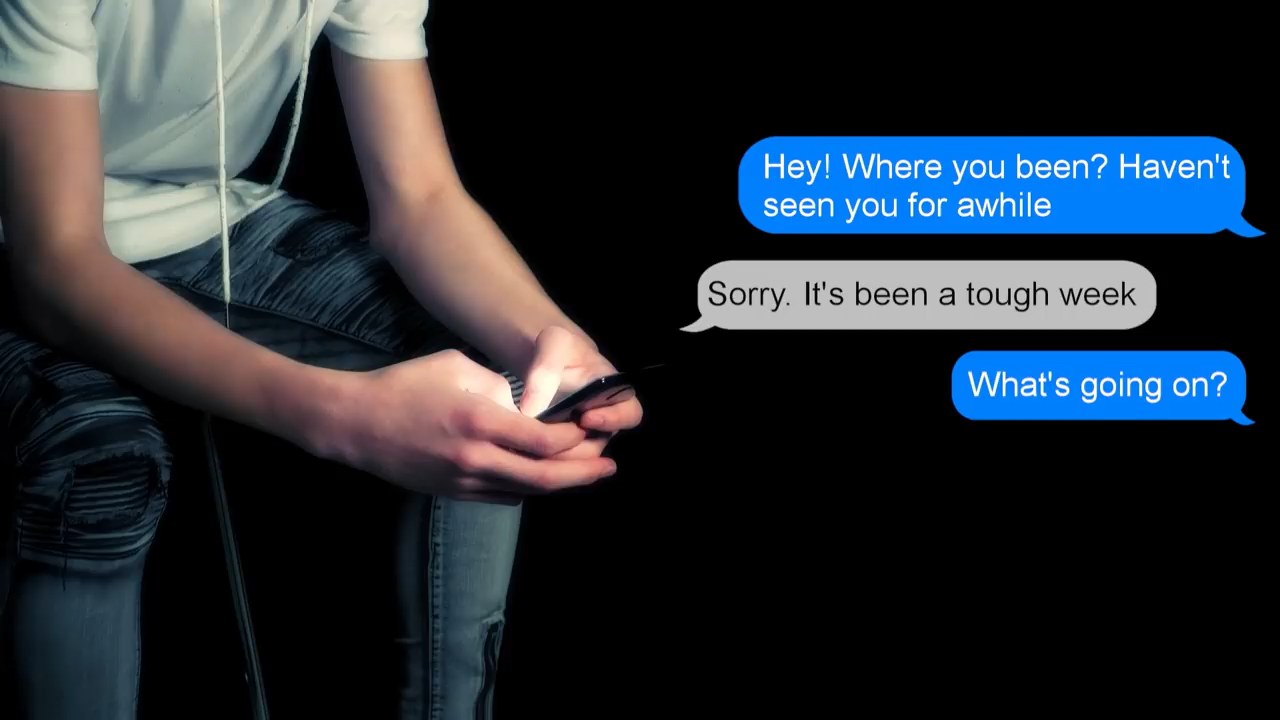 Hey! Where you been? Haven't
seen you for awhile
Sorry. It's been a tough week
What's going on?